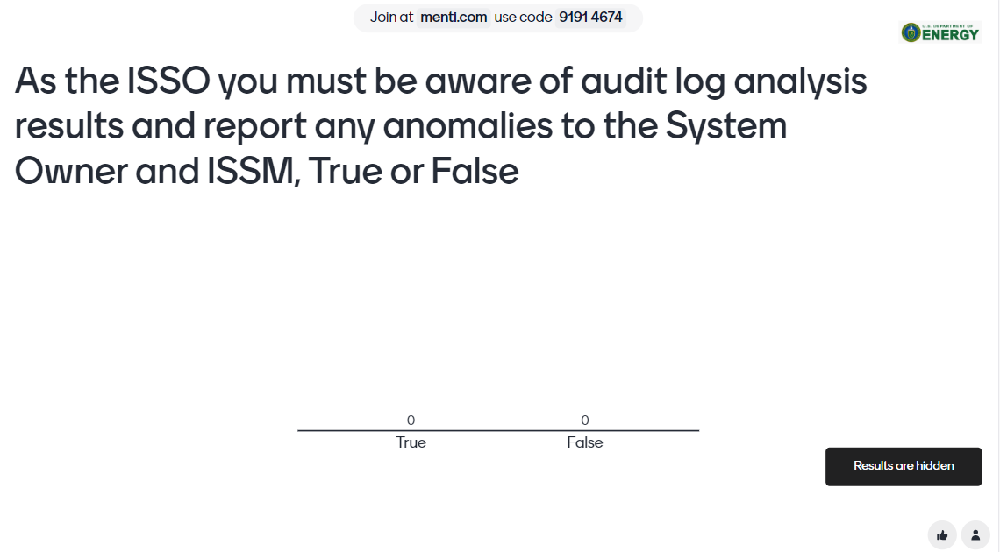 Join at menti.com use code 9191 4674
U.S. DEPARTMENT OF
ENERGY
As the ISSO you must be aware of audit log analysis
results and report any anomalies to the System
Owner and ISSM, True or False
0 0
True False
Results are hidden